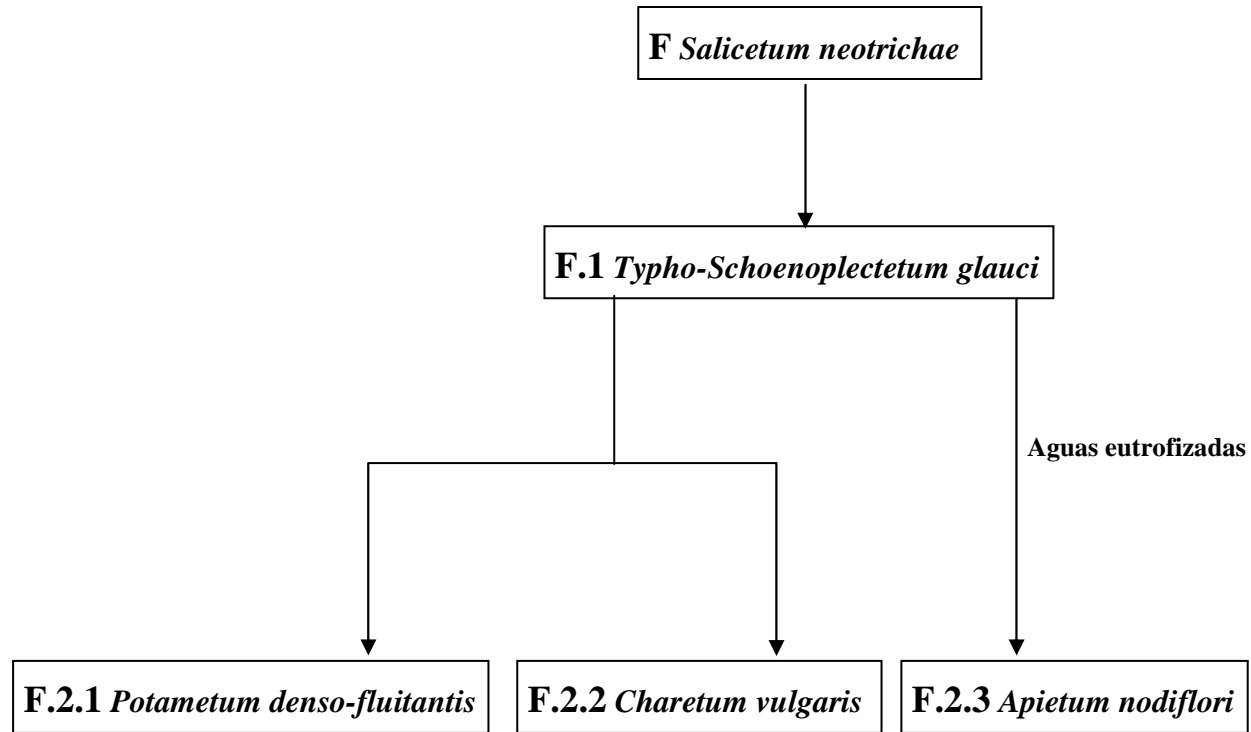 F Salicetum neotrichae
F.1 Typho-Schoenoplectetum glauci
Aguas eutrofizadas
F.2.1 Potametum denso-fluitantis
F.2.2 Charetum vulgaris
F.2.3 Apietum nodiflori